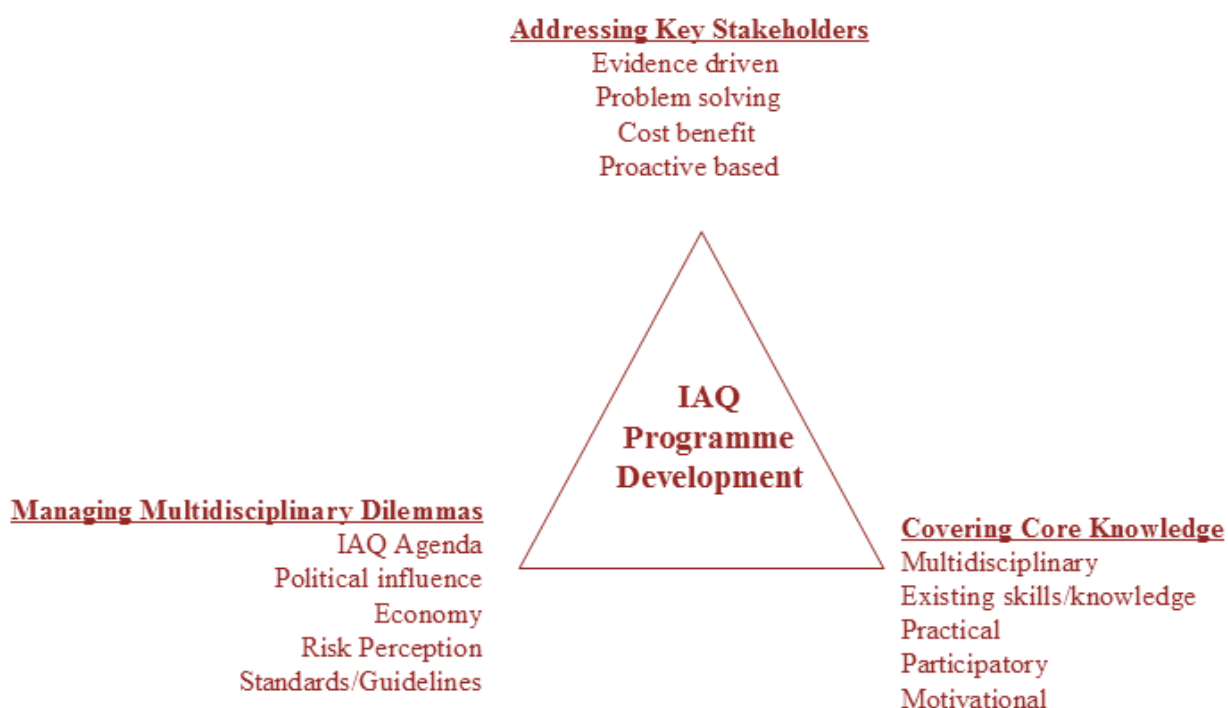 Addressing Key Stakeholders
Evidence driven
Problem solving
Cost benefit
Proactive based
IAQ
Programme
Development
Managing Multidisciplinary Dilemmas
IAQ Agenda
Political influence
Economy
Risk Perception
Standards/Guidelines
Covering Core Knowledge
Multidisciplinary
Existing skills/knowledge
Practical
Participatory
Motivational